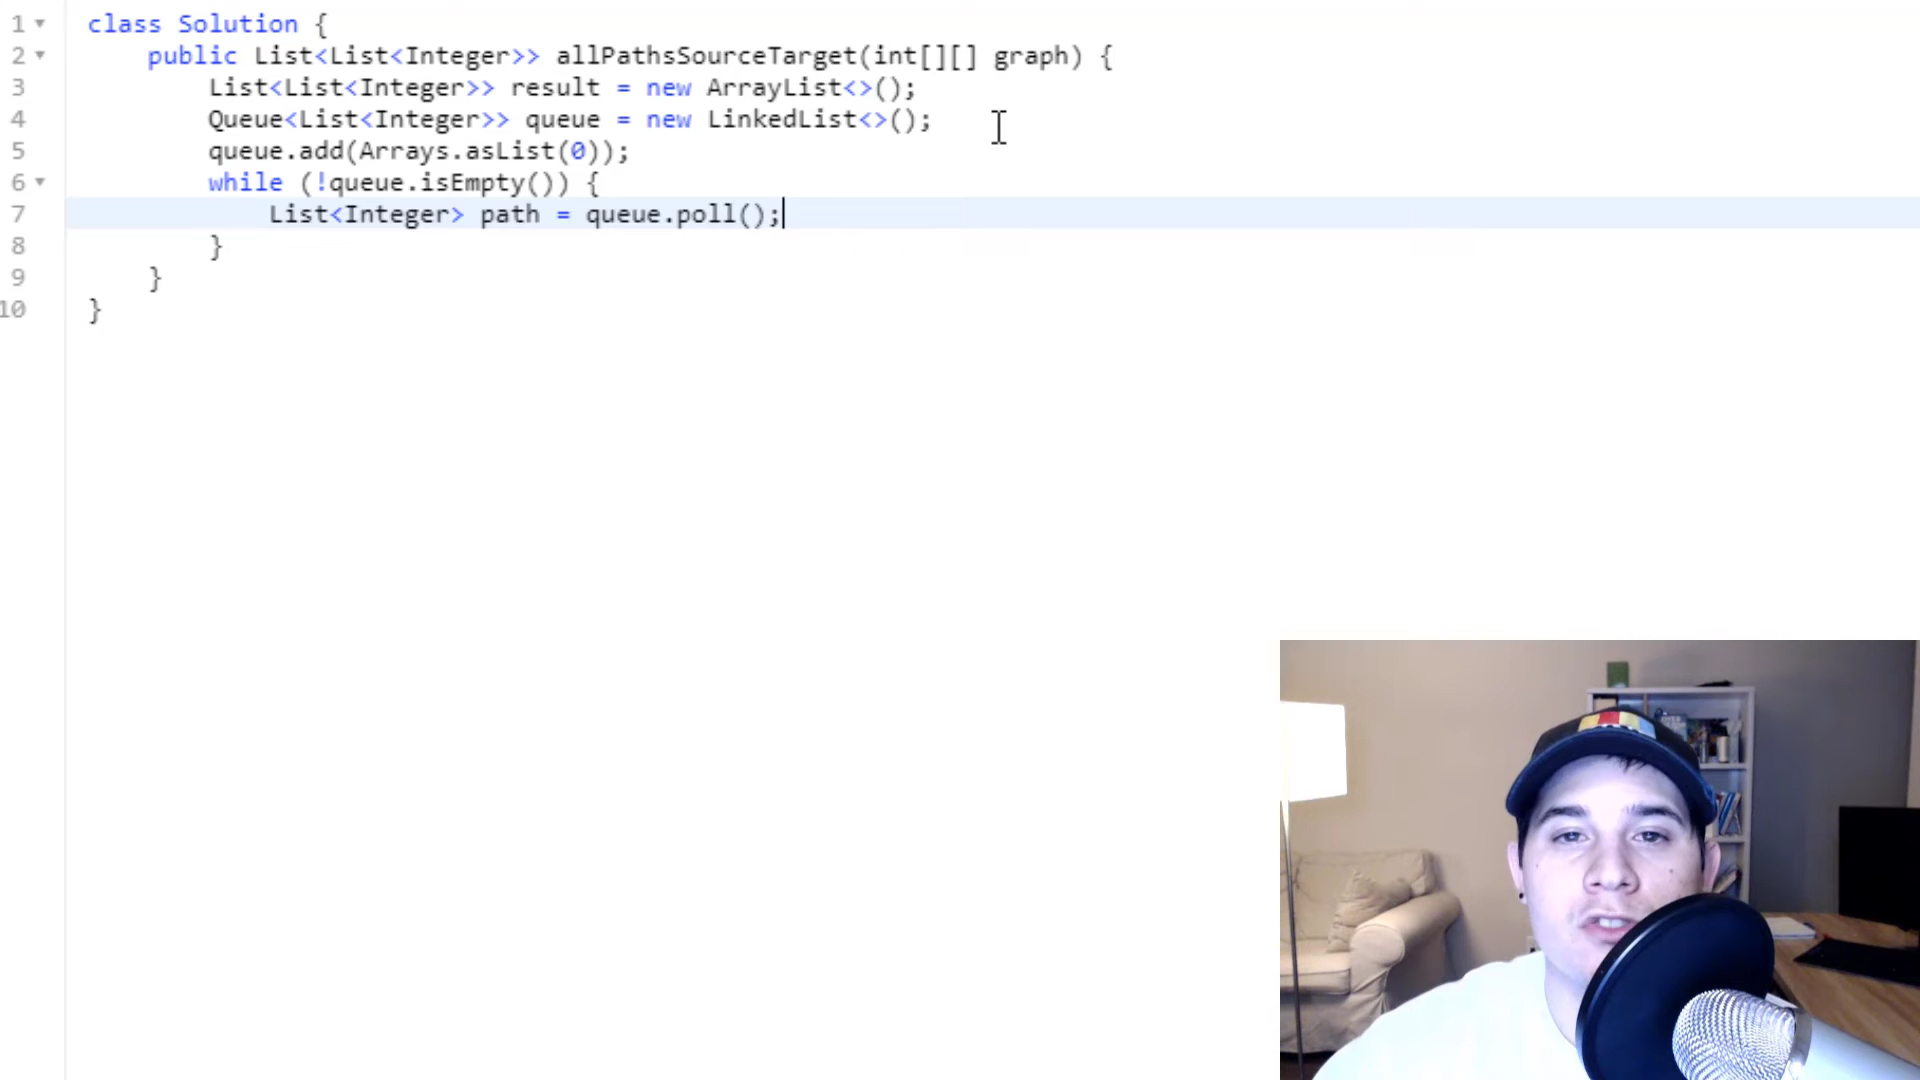 1 class Solution {
2 public List<List<Integer>> allPathsSourceTarget(int[][] graph) {
3 List<List<Integer>> result = new ArrayList<>();
4 Queue<List<Integer>> queue = new LinkedList<>();
5 queue.add(Arrays.asList(0));
6 while (!queue.isEmpty()) {
7 List<Integer> path = queue.poll();
8 }
9 }
10 }